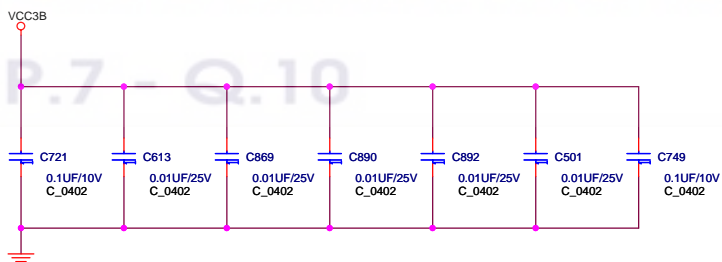 VCC3B
P.7 - Q.10
C721
C613
C869
C890
C892
C501
C749
0.1UF/10V
0.01UF/25V
0.01UF/25V
0.01UF/25V
0.01UF/25V
0.01UF/25V
0.1UF/10V
C_0402
C_0402
C_0402
C_0402
C_0402
C_0402
C_0402